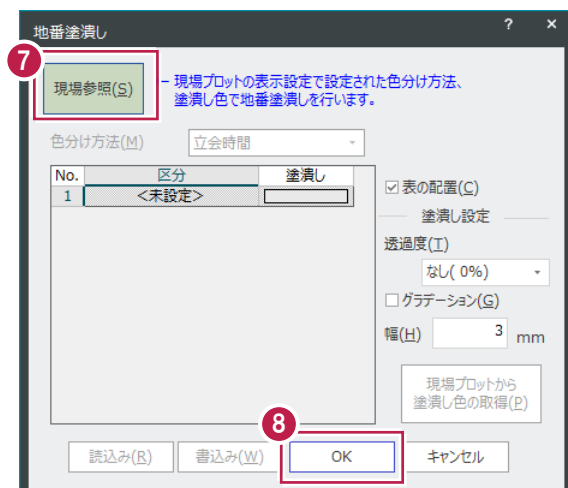 地番塗潰し ? ×
7
現場参照(S)
– 現場プロットの表示設定で設定された色分け方法、
塗潰し色で地番塗潰しを行います。
色分け方法(M) 立会時間
No. 区分 塗潰し
1 <未設定>
表の配置(C)
塗潰し設定
透過度(T)
なし( 0%)
グラデーション(G)
幅(H) 3 mm
現場プロットから
塗潰し色の取得(P)
8
読込み(R) 書込み(W) OK キャンセル